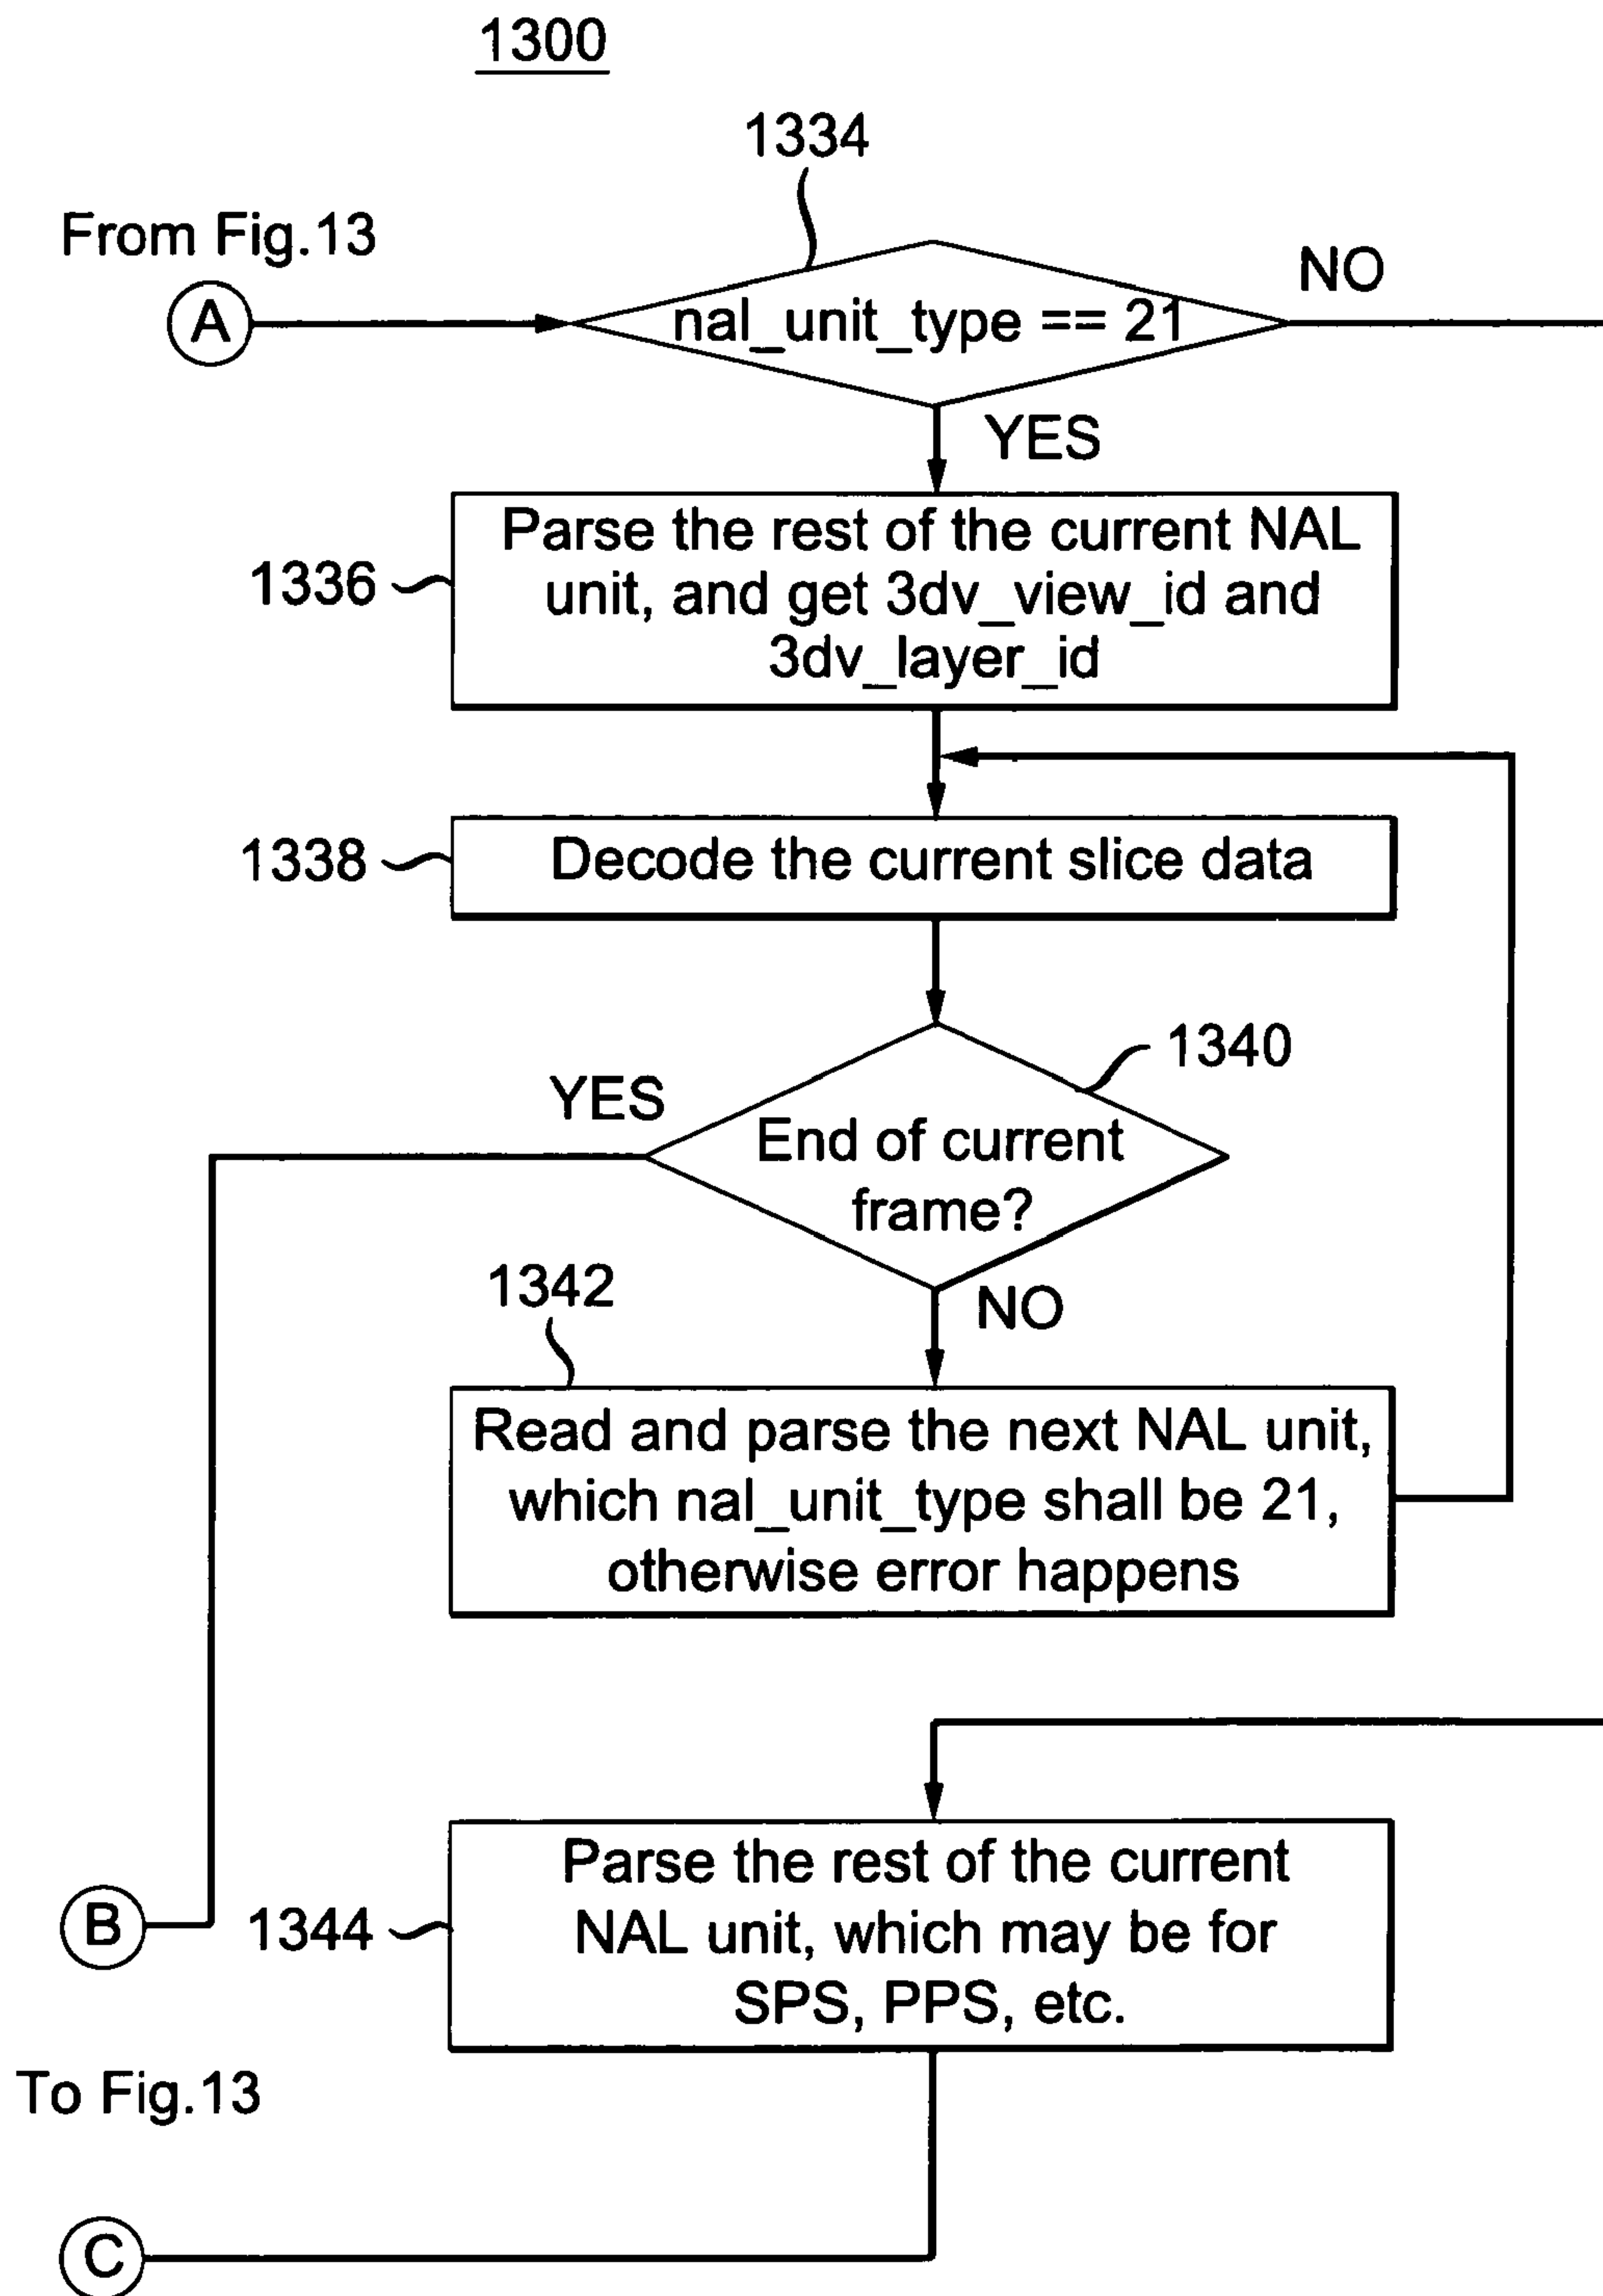 1300
1334
From Fig.13
NO
A
nal_unit_type == 21
YES
Parse the rest of the current NAL
unit, and get 3dv_view_id and
3dv_layer_id
1336
Decode the current slice data
1338
1340
YES
End of current
frame?
1342
NO
Read and parse the next NAL unit,
which nal_unit_type shall be 21,
otherwise error happens
Parse the rest of the current
NAL unit, which may be for
SPS, PPS, etc.
B
1344
To Fig.13
C